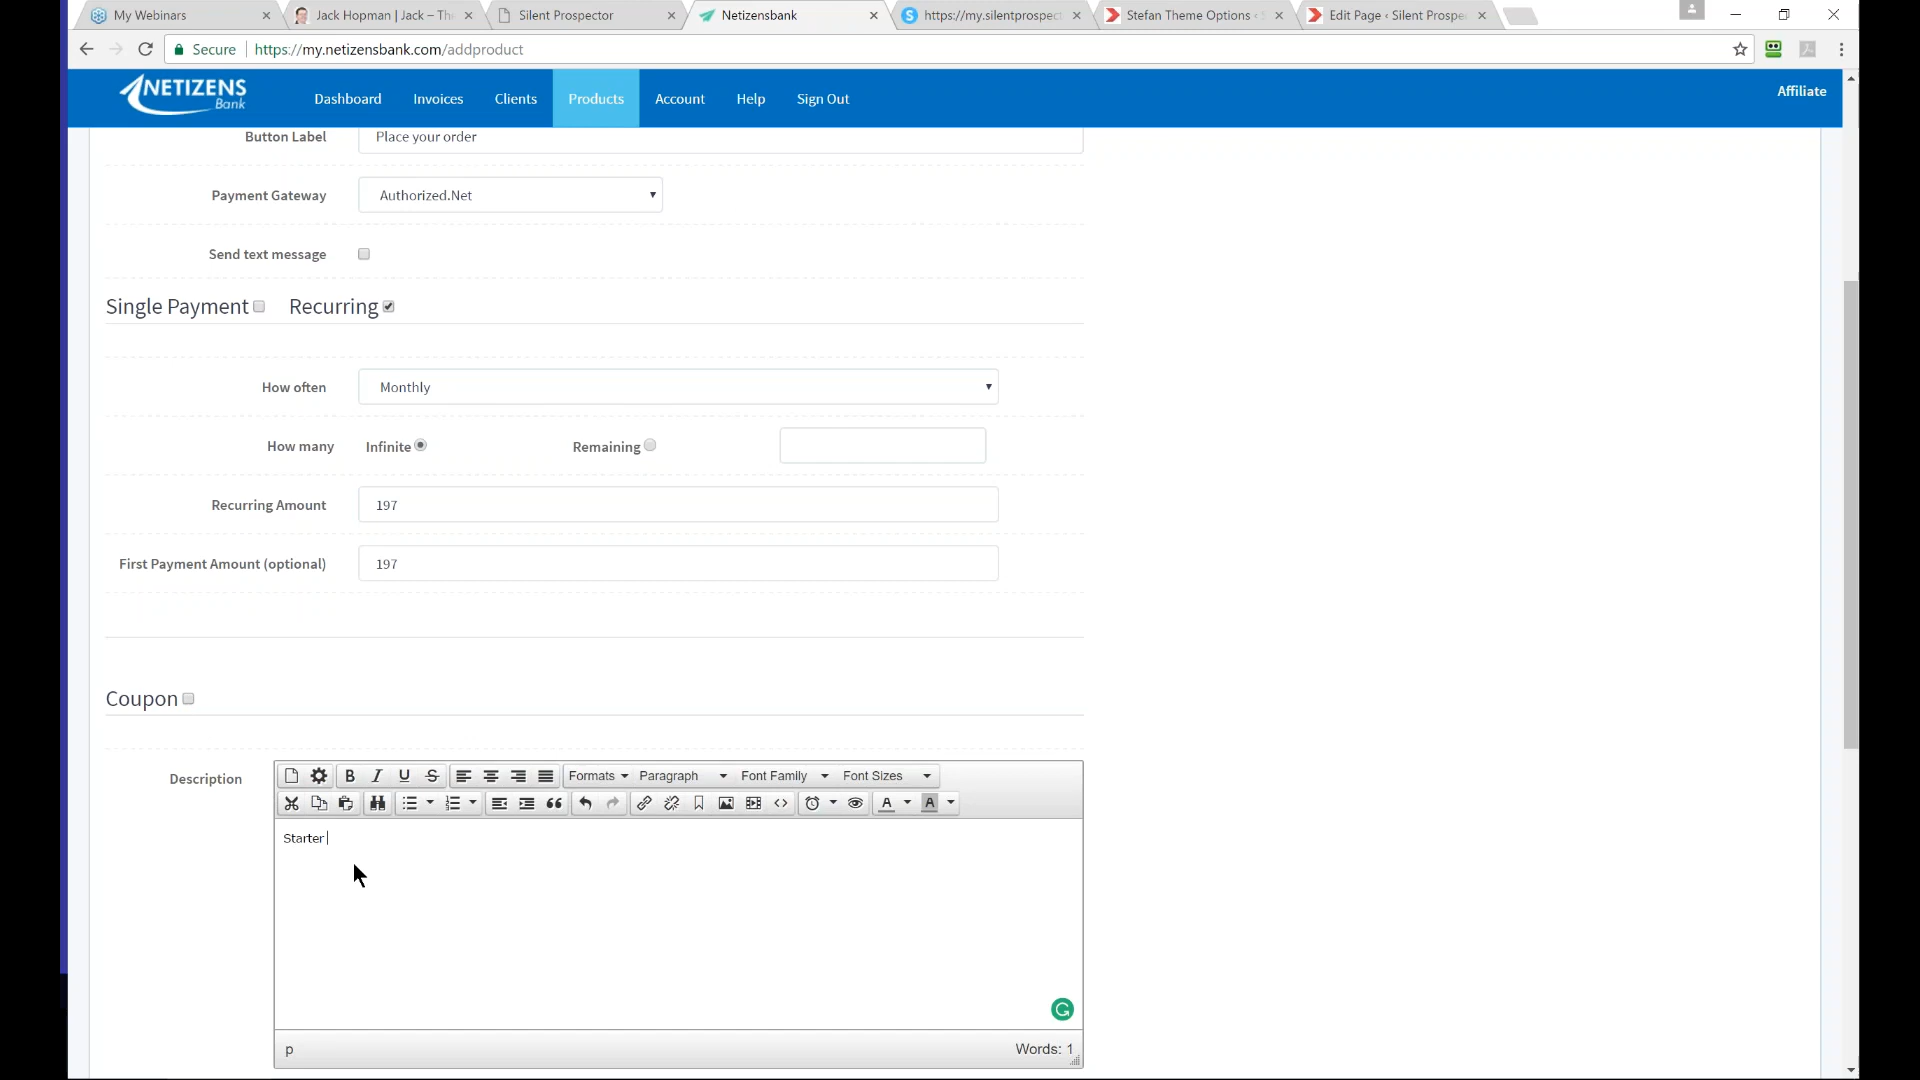 My Webinars
Jack Hopman | Jack – Th
Silent Prospector
Netizensbank
https://my.silentprospect
Stefan Theme Options ‹ S
Edit Page ‹ Silent Prospe
Secure
https://my.netizensbank.com/addproduct
NETIZENS
Bank
Dashboard
Invoices
Clients
Products
Account
Help
Sign Out
Affiliate
Button Label
Place your order
Payment Gateway
Authorized.Net
Send text message
Single Payment
Recurring
How often
Monthly
How many
Infinite
Remaining
Recurring Amount
197
First Payment Amount (optional)
197
Coupon
Description
Formats
Paragraph
Font Family
Font Sizes
Starter
p
Words: 1